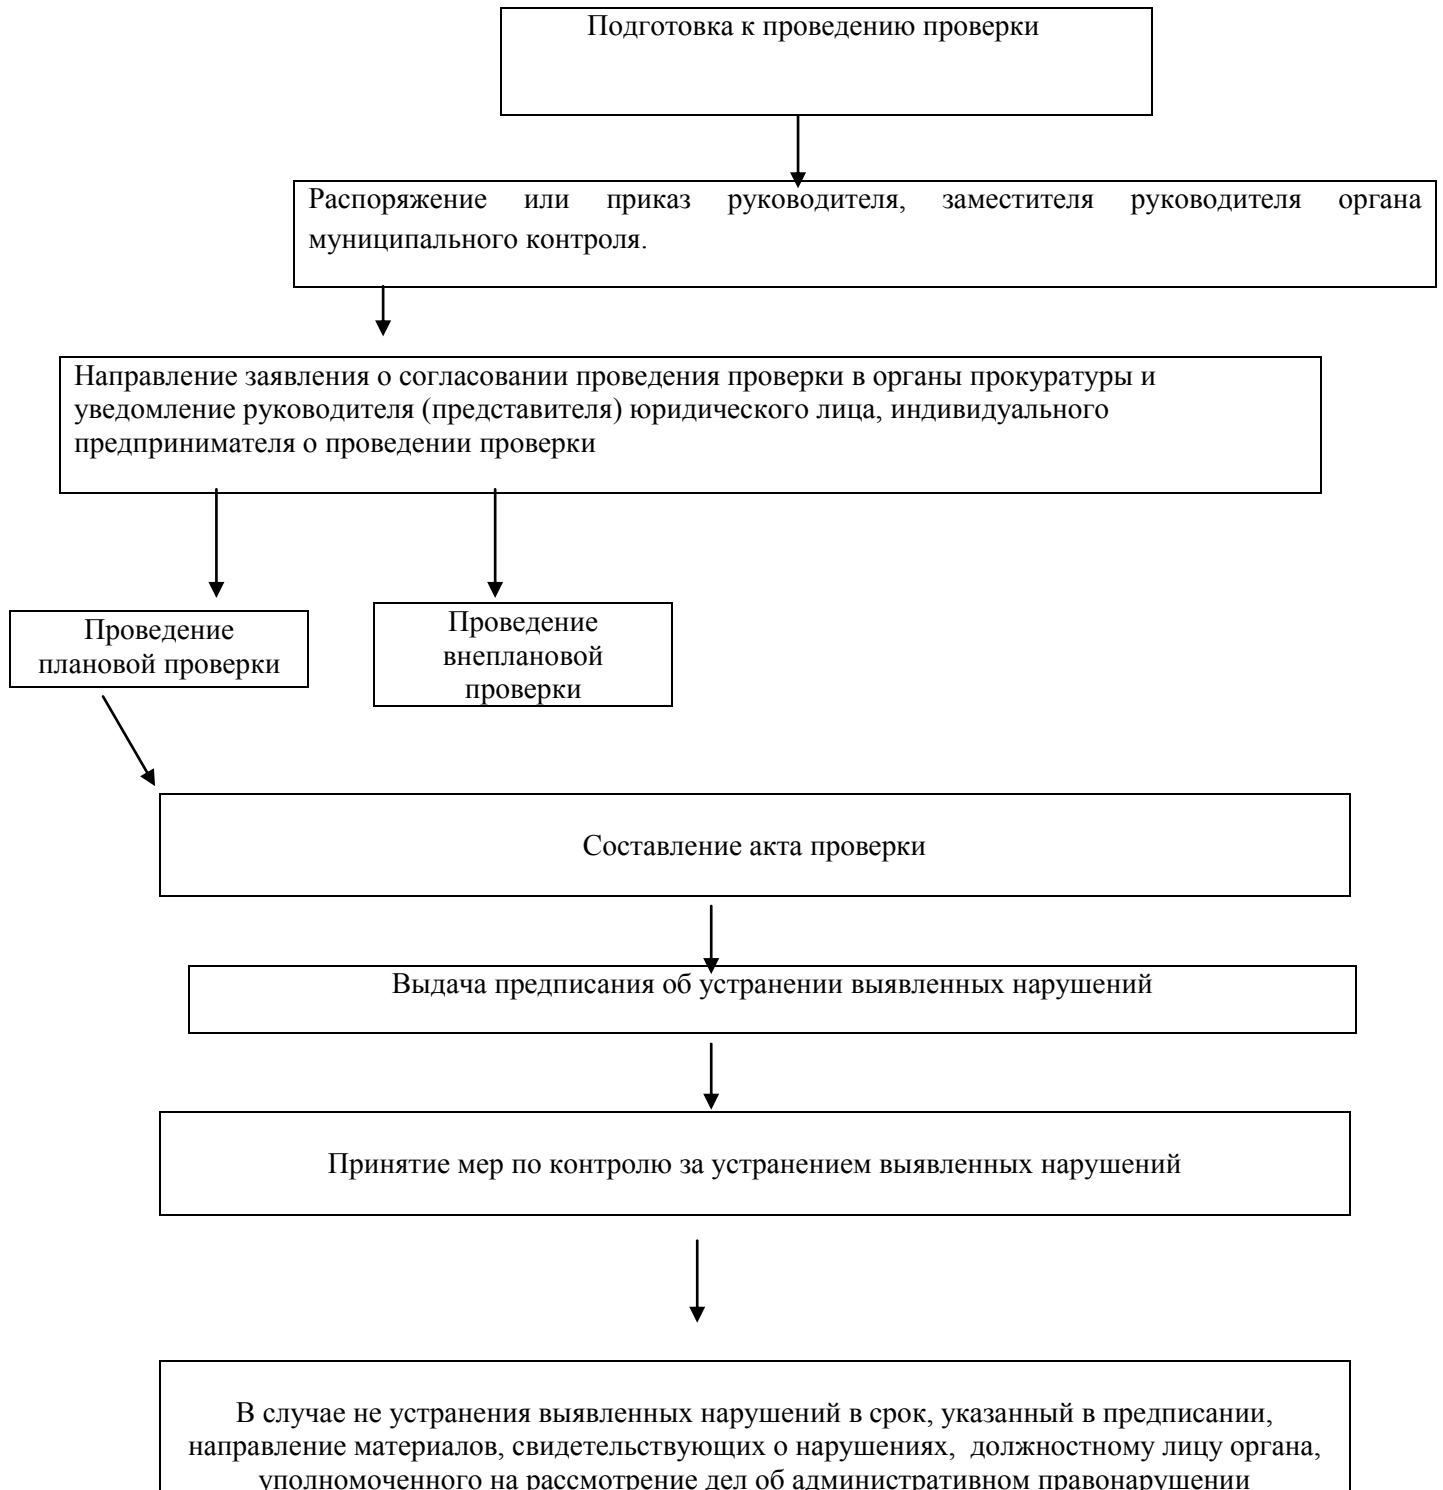 Подготовка к проведению проверки
Распоряжение или приказ руководителя, заместителя руководителя органа
муниципального контроля.
Направление заявления о согласовании проведения проверки в органы прокуратуры и
уведомление руководителя (представителя) юридического лица, индивидуального
предпринимателя о проведении проверки
Проведение
плановой проверки
Проведение
внеплановой
проверки
Составление акта проверки
Выдача предписания об устранении выявленных нарушений
Принятие мер по контролю за устранением выявленных нарушений
В случае не устранения выявленных нарушений в срок, указанный в предписании,
направление материалов, свидетельствующих о нарушениях, должностному лицу органа,
уполномоченного на рассмотрение дел об административном правонарушении